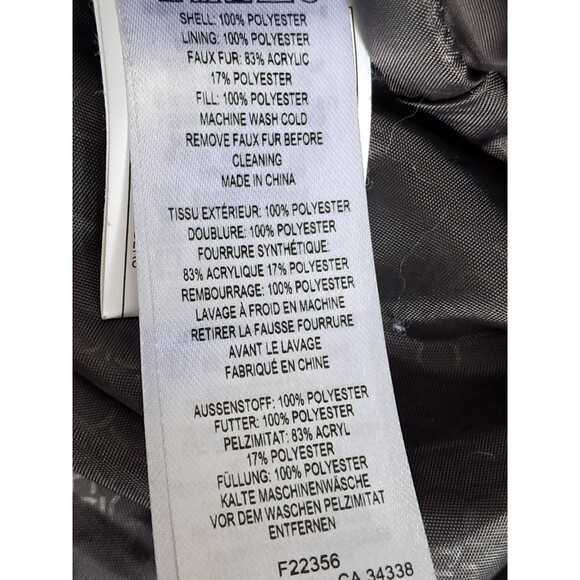 SHELL: 100% POLYESTER
LINING: 100% POLYESTER
FAUX FUR: 83% ACRYLIC
17% POLYESTER
FILL: 100% POLYESTER
MACHINE WASH COLD
REMOVE FAUX FUR BEFORE
CLEANING
MADE IN CHINA
TISSU EXTÉRIEUR: 100% POLYESTER
DOUBLURE: 100% POLYESTER
FOURRURE SYNTHÉTIQUE:
83% ACRYLIQUE 17% POLYESTER
REMBOURRAGE: 100% POLYESTER
LAVAGE À FROID EN MACHINE
RETIRER LA FAUSSE FOURRURE
AVANT LE LAVAGE
FABRIQUÉ EN CHINE
AUSSENSTOFF: 100% POLYESTER
FUTTER: 100% POLYESTER
PELZIMITAT: 83% ACRYL
17% POLYESTER
FÜLLUNG: 100% POLYESTER
KALTE MASCHINENWÄSCHE
VOR DEM WASCHEN PELZIMITAT
ENTFERNEN
F22356
CA 34338